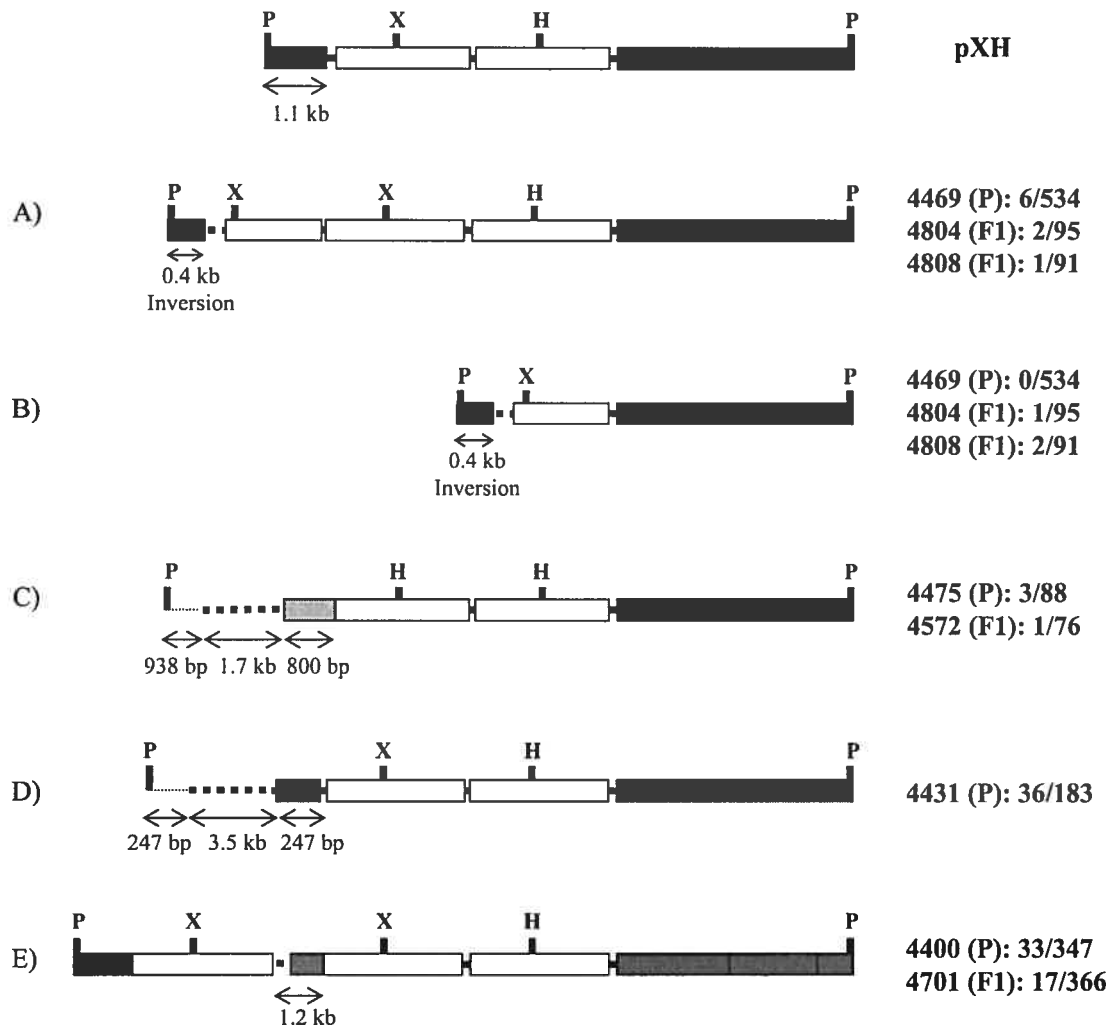 P X H P pXH
1.1 kb
A) P X X H P 4469 (P): 6/534
4804 (F1): 2/95
0.4 kb 4808 (F1): 1/91
Inversion
B) P X P 4469 (P): 0/534
4804 (F1): 1/95
0.4 kb 4808 (F1): 2/91
Inversion
C) P H H P 4475 (P): 3/88
4572 (F1): 1/76
938 bp 1.7 kb 800 bp
D) P X H P 4431 (P): 36/183
247 bp 3.5 kb 247 bp
E) P X X H P 4400 (P): 33/347
4701 (F1): 17/366
1.2 kb